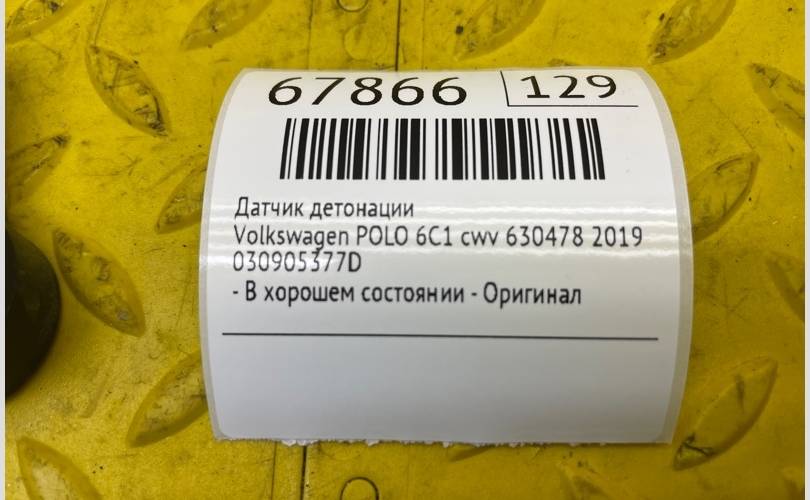 67866 129
Датчик детонации
Volkswagen POLO 6C1 cwv 630478 2019
030905377D
- В хорошем состоянии - Оригинал